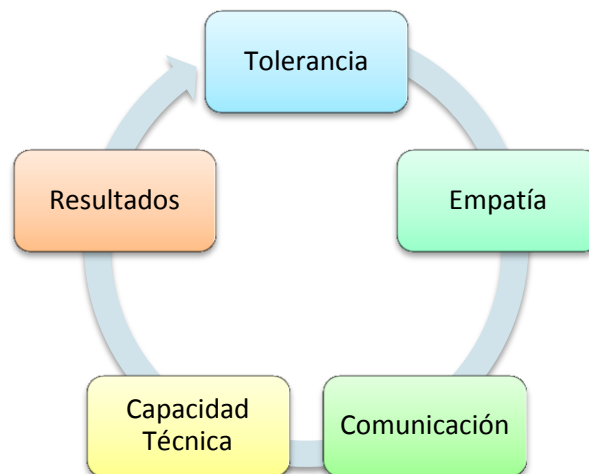 Tolerancia
Empatía
Comunicación
Capacidad
Técnica
Resultados